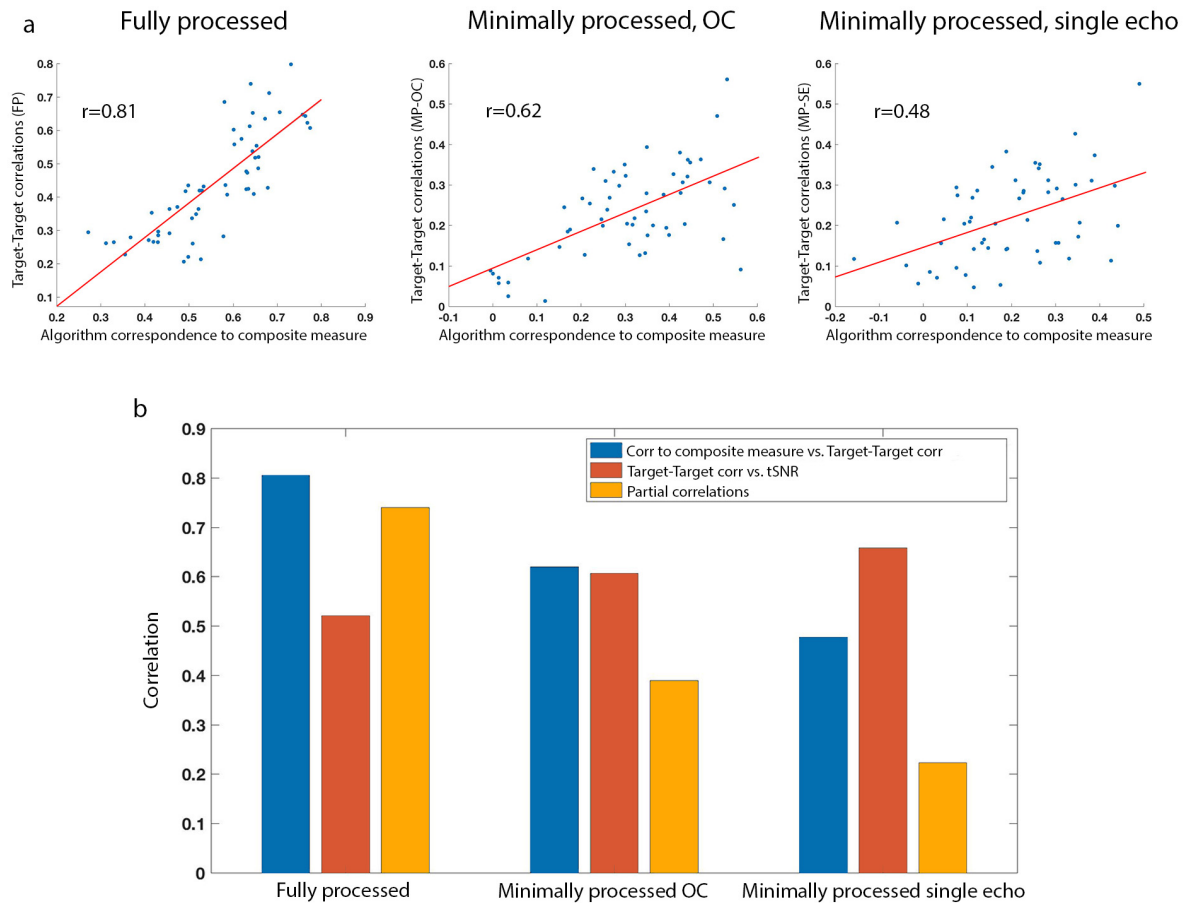 a
Fully processed
Minimally processed, OC
Minimally processed, single echo
Target-Target correlations (FP)
0.8
0.7
0.6
0.5
0.4
0.3
0.2
0.1
r=0.81
0.2 0.3 0.4 0.5 0.6 0.7 0.8 0.9
Algorithm correspondence to composite measure
Target-Target correlations (MP-OC)
0.6
0.5
0.4
0.3
0.2
0.1
0
r=0.62
-0.1 0 0.1 0.2 0.3 0.4 0.5 0.6
Algorithm correspondence to composite measure
Target-Target correlations (MP-SE)
0.6
0.5
0.4
0.3
0.2
0.1
0
r=0.48
-0.2 -0.1 0 0.1 0.2 0.3 0.4 0.5
Algorithm correspondence to composite measure
b
Correlation
0.9
0.8
0.7
0.6
0.5
0.4
0.3
0.2
0.1
0
Corr to composite measure vs. Target-Target corr
Target-Target corr vs. tSNR
Partial correlations
Fully processed
Minimally processed OC
Minimally processed single echo